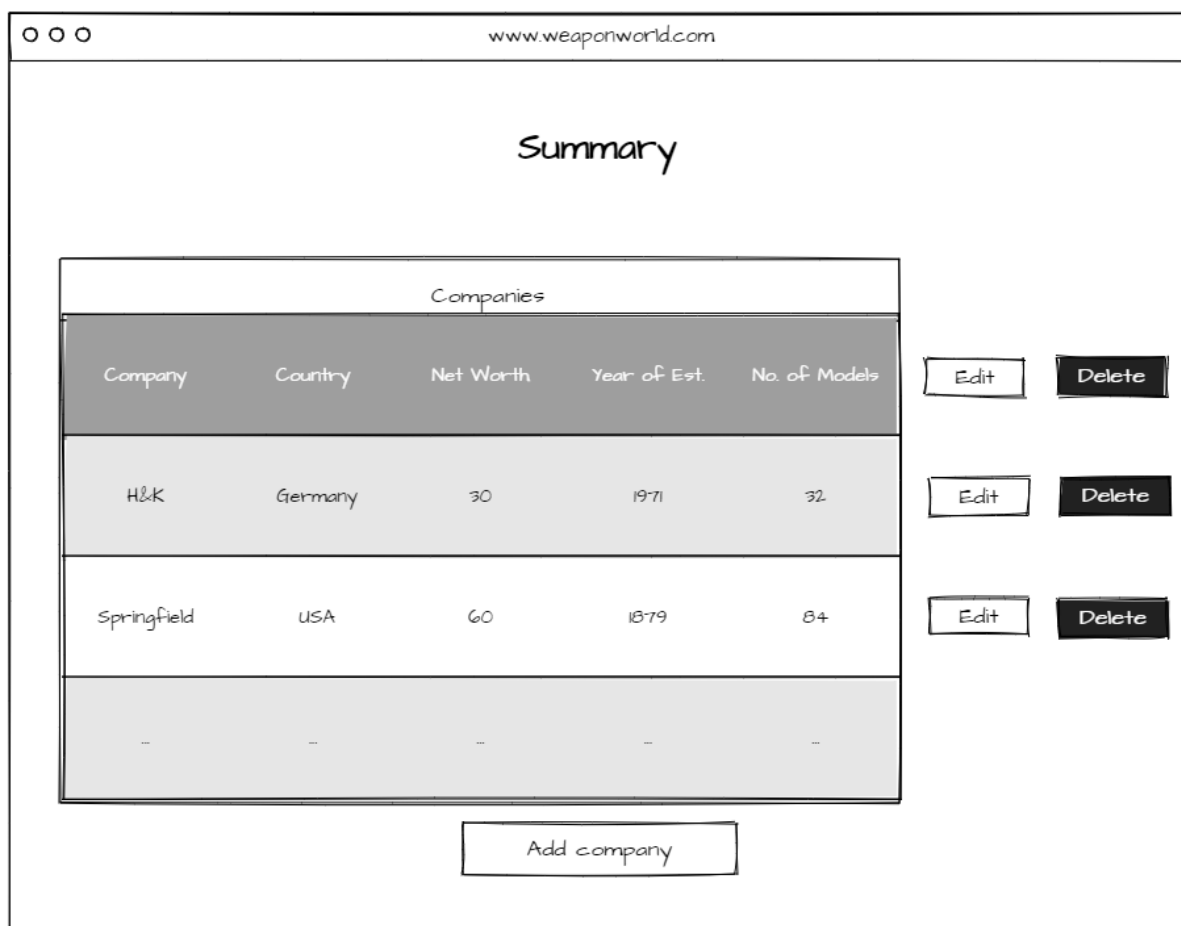 www.weaponworld.com
Summary
Companies
Company Country Net Worth Year of Est. No. of Models Edit Delete
H&K Germany 30 1971 32 Edit Delete
Springfield USA 60 1879 84 Edit Delete
... ... ... ... ...
Add company